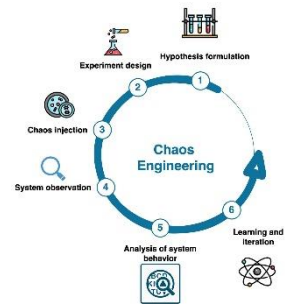 Hypothesis formulation
Experiment design
1
2
Chaos injection
3
Chaos
Engineering
System observation
4
5
6
Analysis of system
behavior
Learning and
iteration